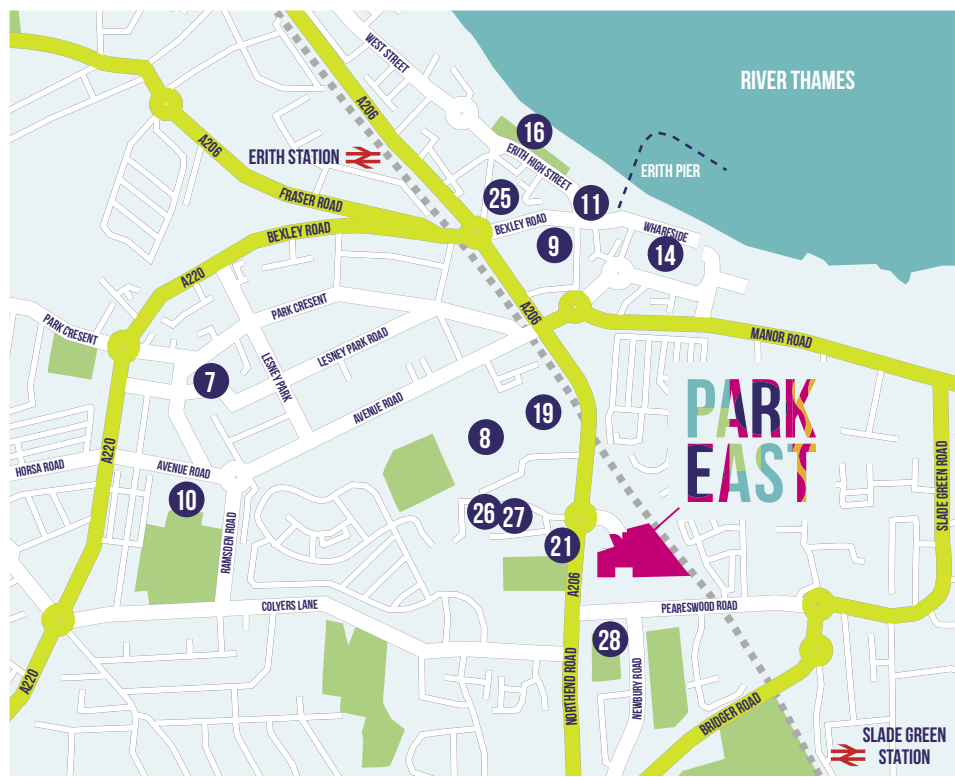 WEST STREET
RIVER THAMES
A206
16
ERITH STATION
A206
ERITH HIGH STREET
ERITH PIER
FRASER ROAD
25
11
BEXLEY ROAD
BEXLEY ROAD
WHARFSIDE
9
14
A220
PARK CRESENT
A206
PARK CRESENT
MANOR ROAD
LESNEY PARK ROAD
LESNEY PARK
7
PARK
EAST
AVENUE ROAD
19
8
A220
HORSA ROAD
AVENUE ROAD
10
SLADE GREEN ROAD
26
27
RAMSDEN ROAD
21
A206
COLYERS LANE
PEARESWOOD ROAD
28
A220
NORTHEND ROAD
NEWBURY ROAD
BRIDGER ROAD
SLADE GREEN
STATION